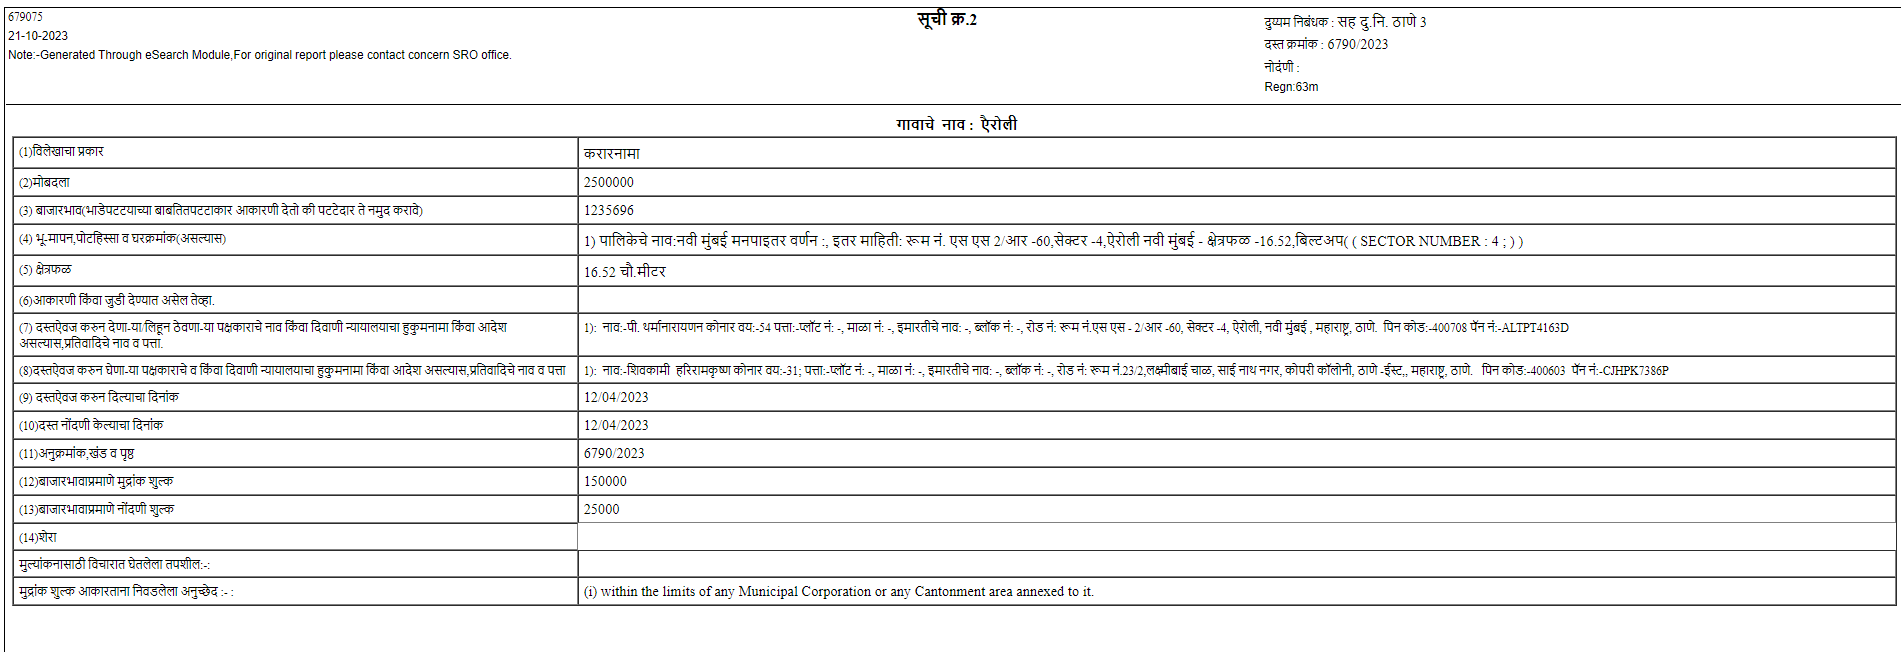 679075
21-10-2023
Note:-Generated Through eSearch Module,For original report please contact concern SRO office.
सूची क्र.2
दुय्यम निबंधक : सह दु.नि. ठाणे 3
दस्त क्रमांक : 6790/2023
नोदंणी :
Regn:63m
गावाचे नाव : ऐरोली
(1)विलेखाचा प्रकार
करारनामा
(2)मोबदला
2500000
(3) बाजारभाव(भाडेपटटयाच्या बाबतितपटटाकार आकारणी देतो की पटटेदार ते नमुद करावे)
1235696
(4) भू-मापन,पोटहिस्सा व घरक्रमांक(असल्यास)
1) पालिकेचे नाव:नवी मुंबई मनपाइतर वर्णन :, इतर माहिती: रूम नं. एस एस 2/आर -60,सेक्टर -4,ऐरोली नवी मुंबई - क्षेत्रफळ -16.52,बिल्टअप( ( SECTOR NUMBER : 4 ; ) )
(5) क्षेत्रफळ
16.52 चौ.मीटर
(6)आकारणी किंवा जुडी देण्यात असेल तेव्हा.
(7) दस्तऐवज करुन देणा-या/लिहून ठेवणा-या पक्षकाराचे नाव किंवा दिवाणी न्यायालयाचा हुकुमनामा किंवा आदेश
असल्यास,प्रतिवादिचे नाव व पत्ता.
1): नाव:-पी. धर्मानारायणन कोनार वय:-54 पत्ता:-प्लॉट नं: -, माळा नं: -, इमारतीचे नाव: -, ब्लॉक नं: -, रोड नं: रूम नं.एस एस - 2/आर -60, सेक्टर -4, ऐरोली, नवी मुंबई , महाराष्ट्र, ठाणे. पिन कोड:-400708 पॅन नं:-ALTPT4163D
(8)दस्तऐवज करुन घेणा-या पक्षकाराचे व किंवा दिवाणी न्यायालयाचा हुकुमनामा किंवा आदेश असल्यास,प्रतिवादिचे नाव व पत्ता
1): नाव:-शिवकामी हरिरामकृष्ण कोनार वय:-31; पत्ता:-प्लॉट नं: -, माळा नं: -, इमारतीचे नाव: -, ब्लॉक नं: -, रोड नं: रूम नं.23/2,लक्ष्मीबाई चाळ, साई नाथ नगर, कोपरी कॉलोनी, ठाणे -ईस्ट,, महाराष्ट्र, ठाणे. पिन कोड:-400603 पॅन नं:-CJHPK7386P
(9) दस्तऐवज करुन दिल्याचा दिनांक
12/04/2023
(10)दस्त नोंदणी केल्याचा दिनांक
12/04/2023
(11)अनुक्रमांक,खंड व पृष्ठ
6790/2023
(12)बाजारभावाप्रमाणे मुद्रांक शुल्क
150000
(13)बाजारभावाप्रमाणे नोंदणी शुल्क
25000
(14)शेरा
मुल्यांकनासाठी विचारात घेतलेला तपशील:-:
मुद्रांक शुल्क आकारताना निवडलेला अनुच्छेद :- :
(i) within the limits of any Municipal Corporation or any Cantonment area annexed to it.